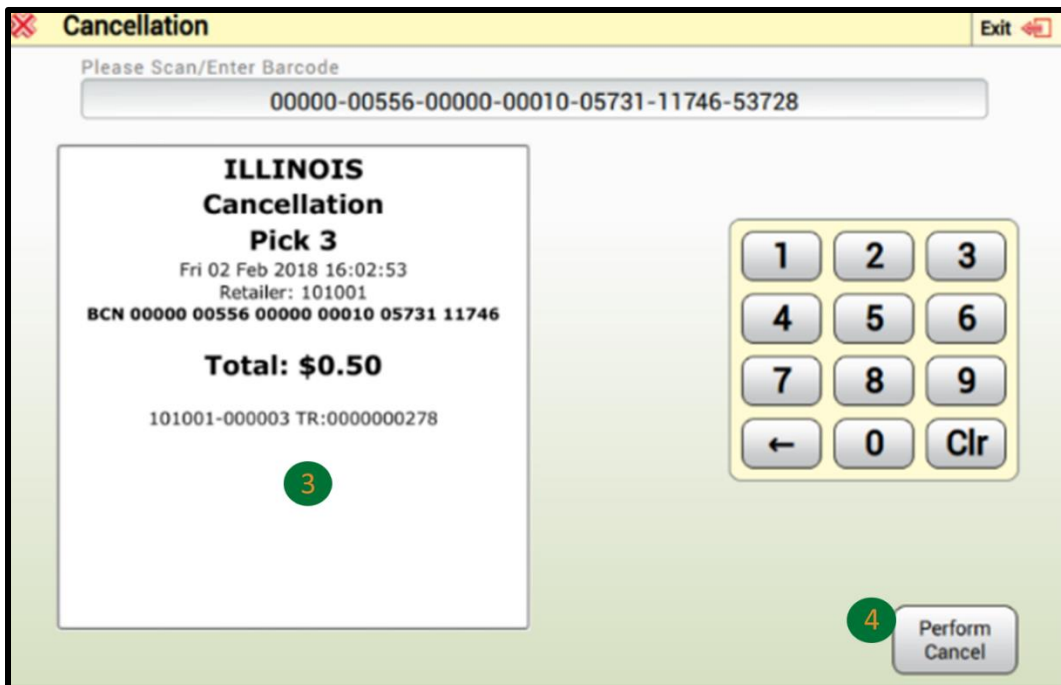 Cancellation
Exit
Please Scan/Enter Barcode
00000-00556-00000-00010-05731-11746-53728
ILLINOIS
Cancellation
Pick 3
Fri 02 Feb 2018 16:02:53
Retailer: 101001
BCN 00000 00556 00000 00010 05731 11746
Total: $0.50
101001-000003 TR:0000000278
3
1 2 3
4 5 6
7 8 9
← 0 Clr
4
Perform
Cancel